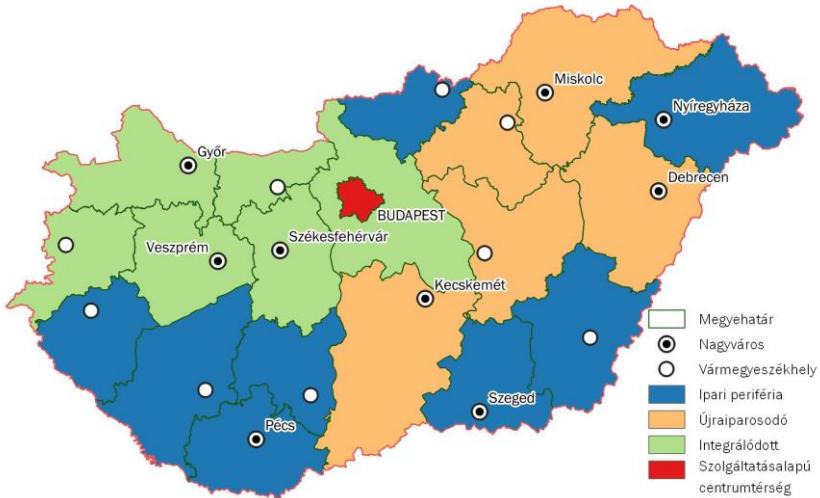 Miskolc
Nyíregyháza
Győr
Debrecen
BUDAPEST
Székesfehérvár
Veszprém
Kecskemét
Szeged
Pécs
Megyehatár
Nagyváros
Vármegyeszékhely
Ipari periféria
Újraiparosodó
Integrálódott
Szolgáltatásalapú
centrumtérség